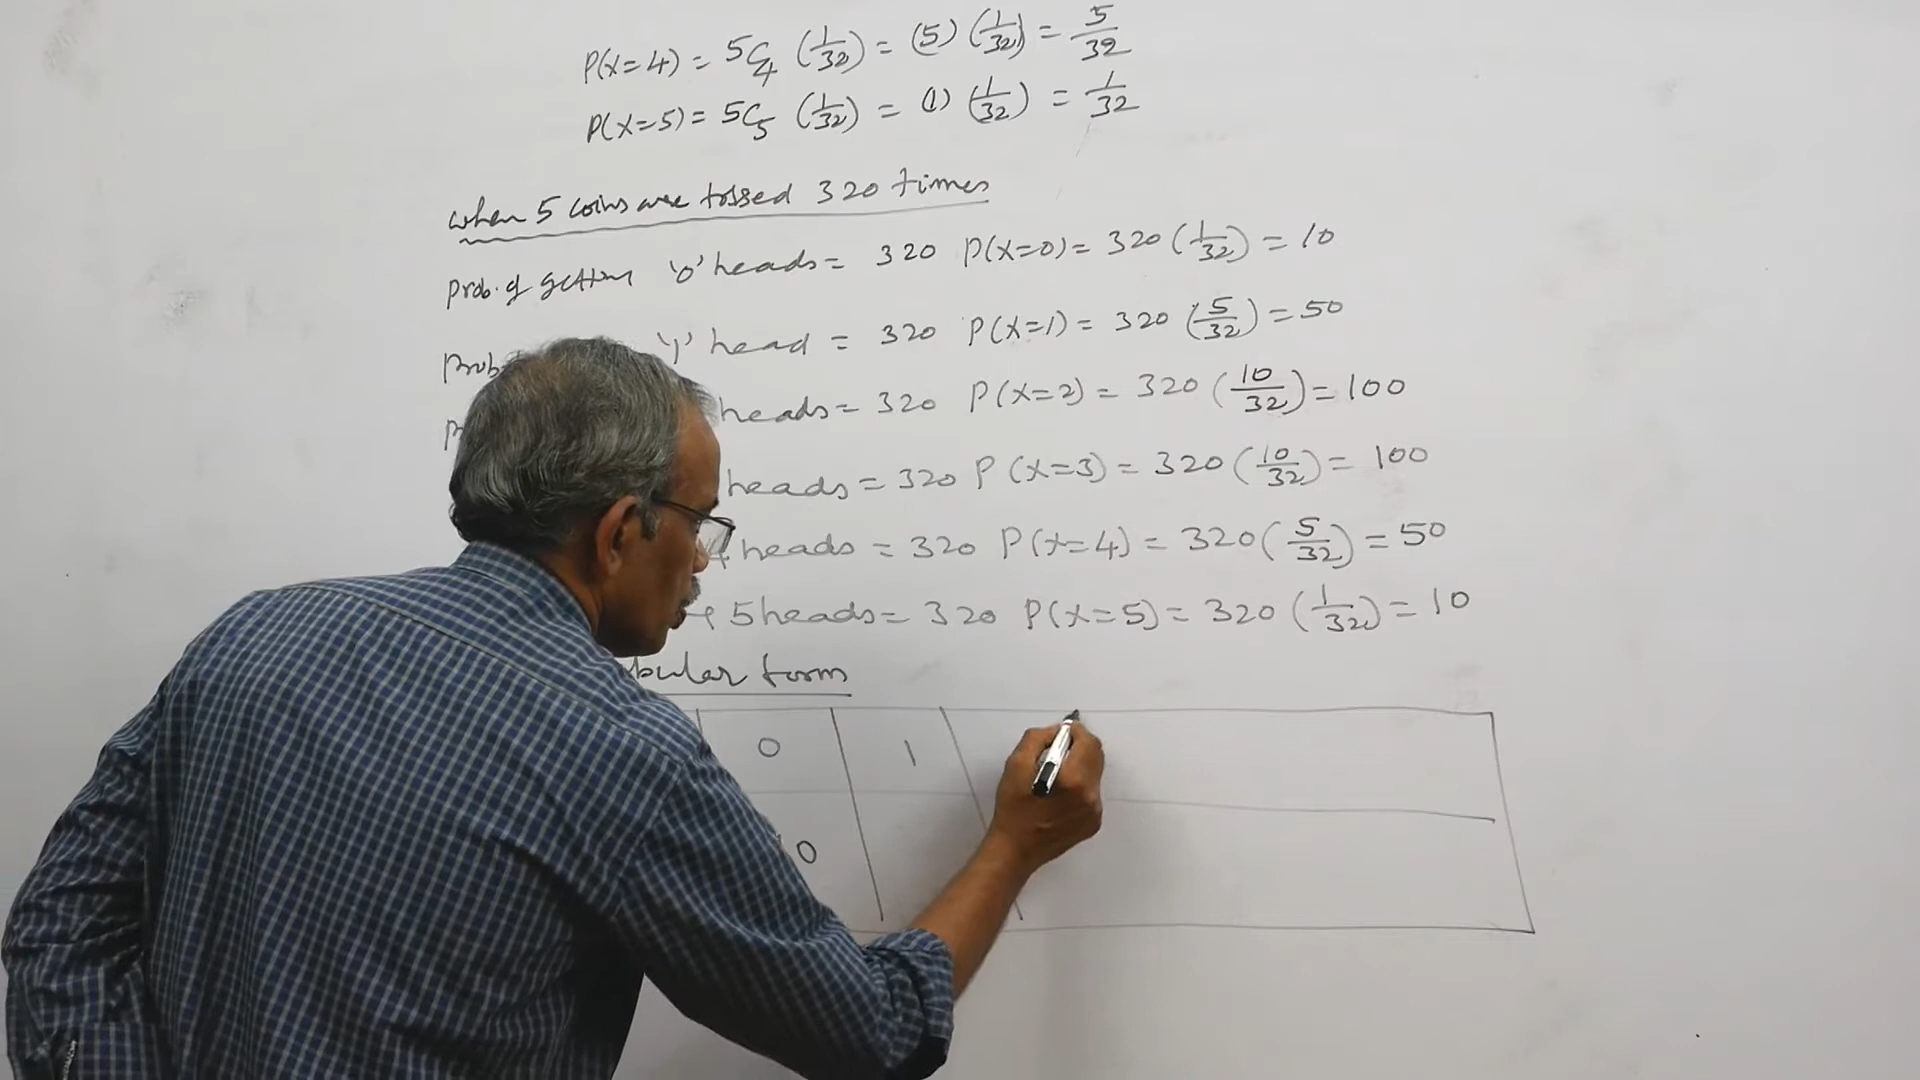 P(x=4) = 5C4 (1/32) = (5) (1/32) = 5/32
P(x=5) = 5C5 (1/32) = (1) (1/32) = 1/32
when 5 coins are tossed 320 times
prob. of getting '0' heads = 320 P(x=0) = 320 (1/32) = 10
prob '1' head = 320 P(x=1) = 320 (5/32) = 50
heads = 320 P(x=2) = 320 (10/32) = 100
heads = 320 P(x=3) = 320 (10/32) = 100
4 heads = 320 P(x=4) = 320 (5/32) = 50
5 heads = 320 P(x=5) = 320 (1/32) = 10
bular form
0 1
0